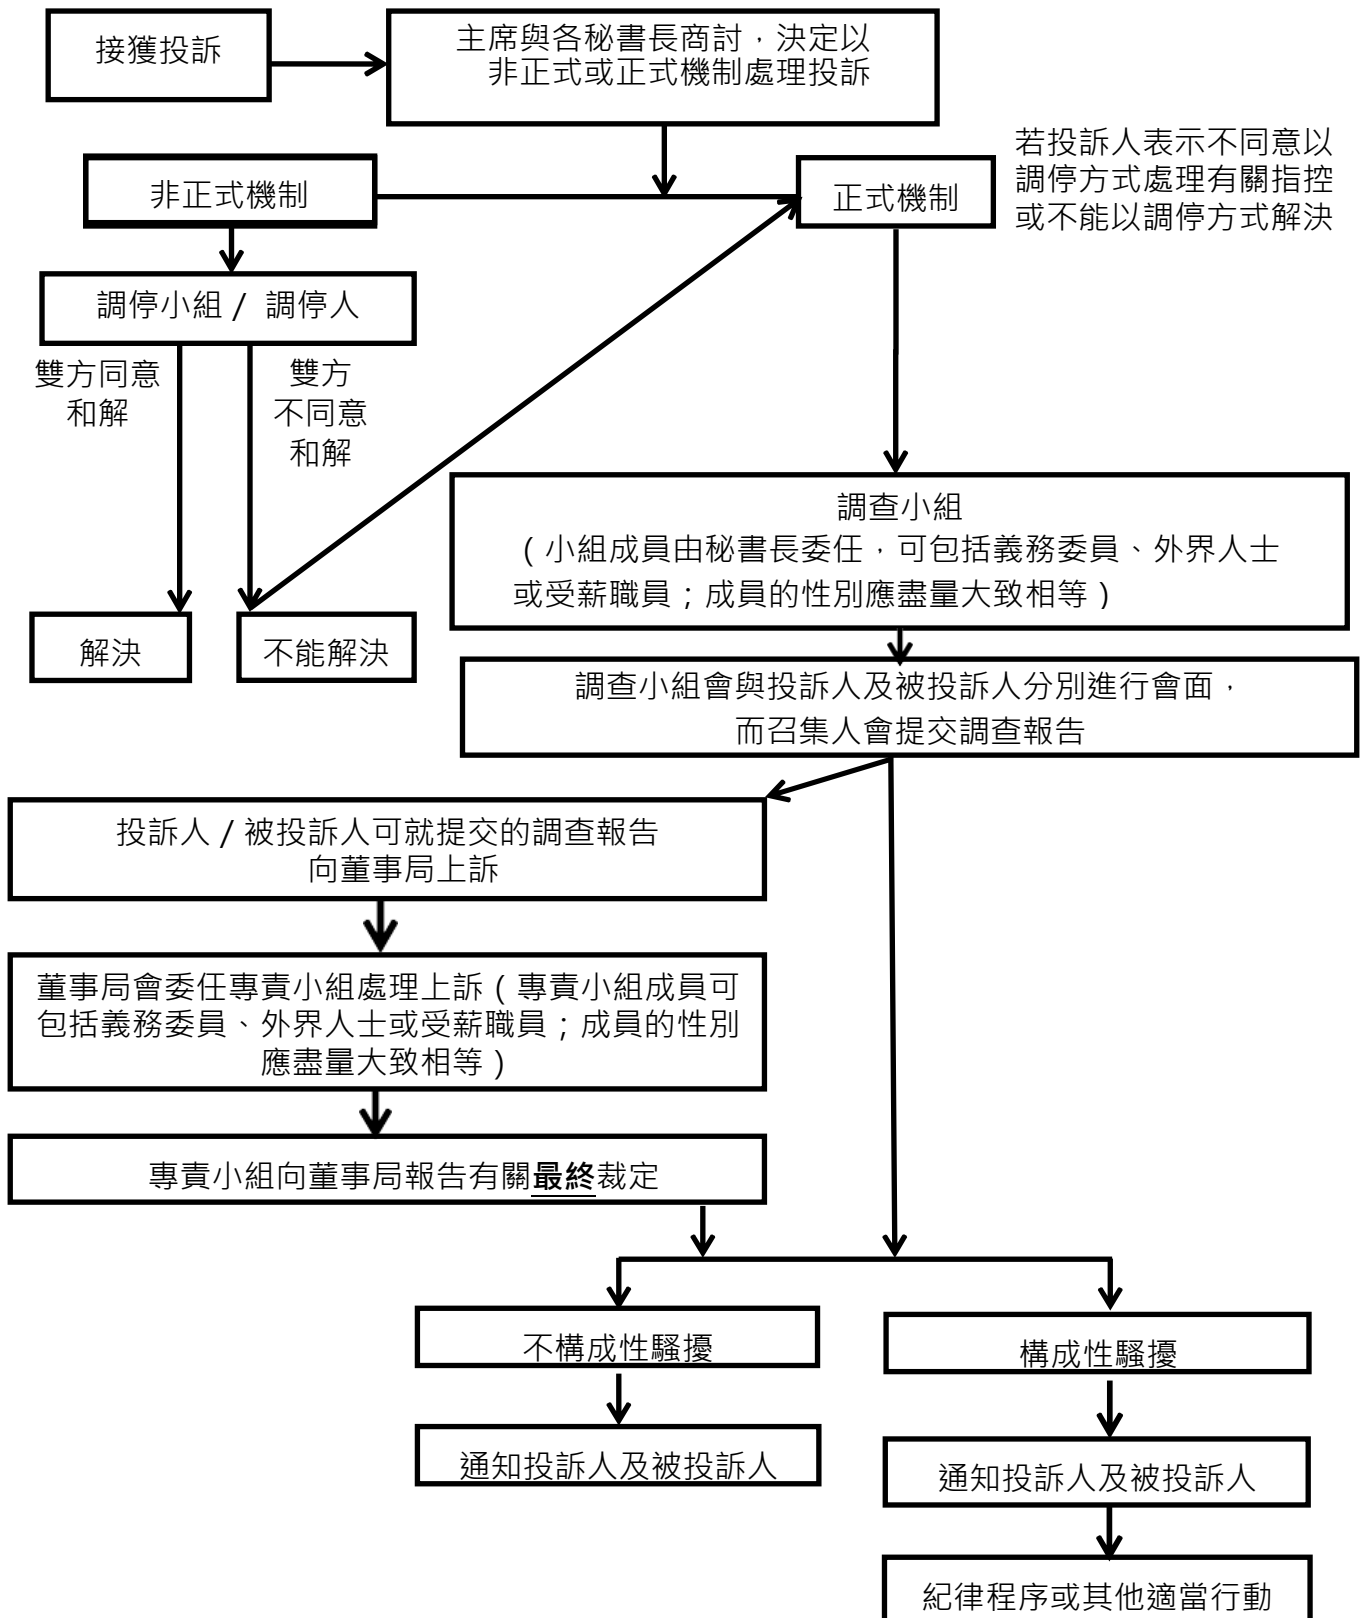 接獲投訴
主席與各秘書長商討，決定以
非正式或正式機制處理投訴
若投訴人表示不同意以
調停方式處理有關指控
或不能以調停方式解決
非正式機制
正式機制
調停小組 / 調停人
雙方同意
和解
雙方
不同意
和解
調查小組
（小組成員由秘書長委任，可包括義務委員、外界人士
或受薪職員；成員的性別應盡量大致相等）
解決
不能解決
調查小組會與投訴人及被投訴人分別進行會面，
而召集人會提交調查報告
投訴人 / 被投訴人可就提交的調查報告
向董事局上訴
董事局會委任專責小組處理上訴（專責小組成員可
包括義務委員、外界人士或受薪職員；成員的性別
應盡量大致相等）
專責小組向董事局報告有關最終裁定
不構成性騷擾
構成性騷擾
通知投訴人及被投訴人
通知投訴人及被投訴人
紀律程序或其他適當行動